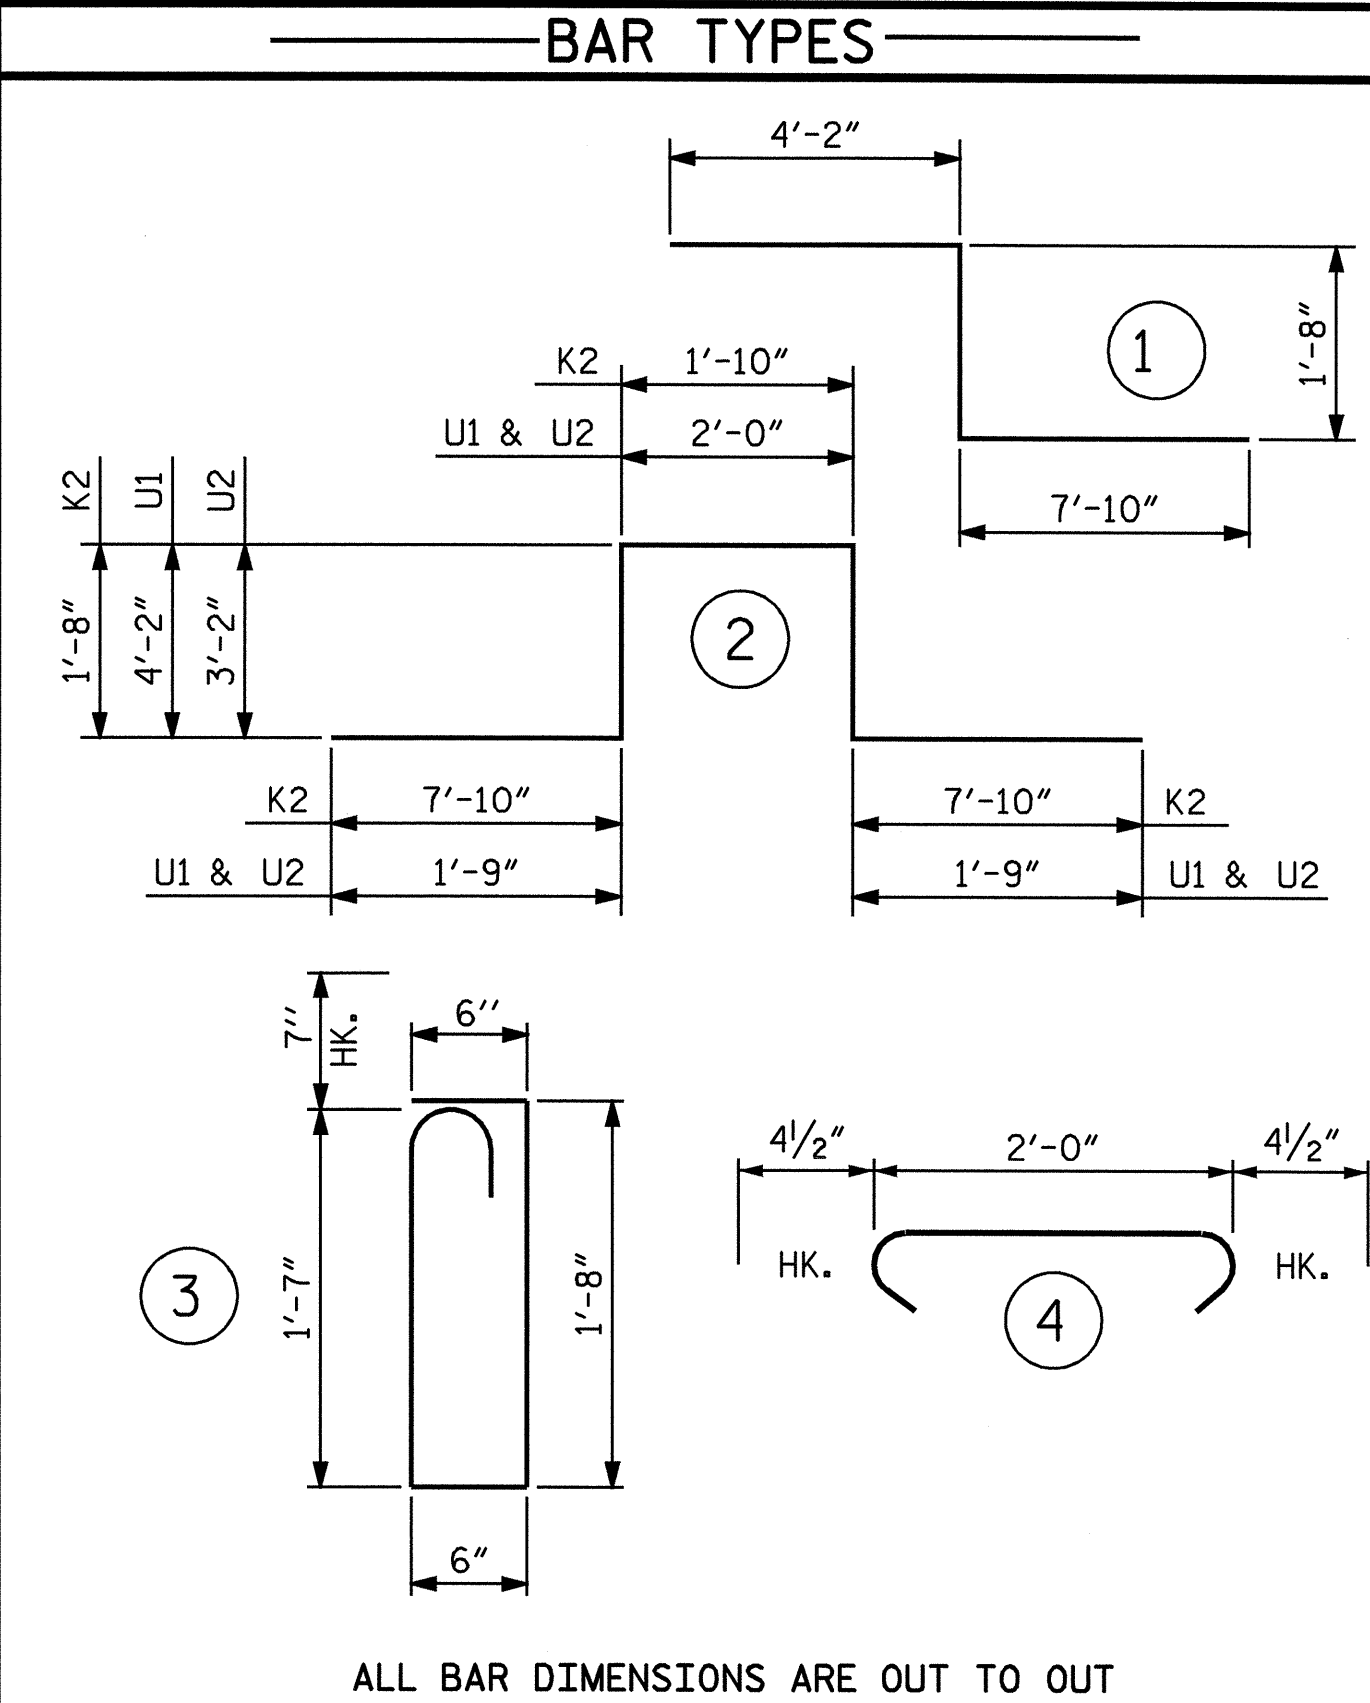 BAR TYPES
4'-2"
1
1'-8"
7'-10"
K2 1'-10"
U1 & U2 2'-0"
K2 U1 U2
1'-8" 4'-2" 3'-2"
2
K2 7'-10" 7'-10" K2
U1 & U2 1'-9" 1'-9" U1 & U2
7'' HK. 6''
3
1'-7" 1'-8"
6"
4½" 2'-0" 4½"
HK. HK.
4
ALL BAR DIMENSIONS ARE OUT TO OUT